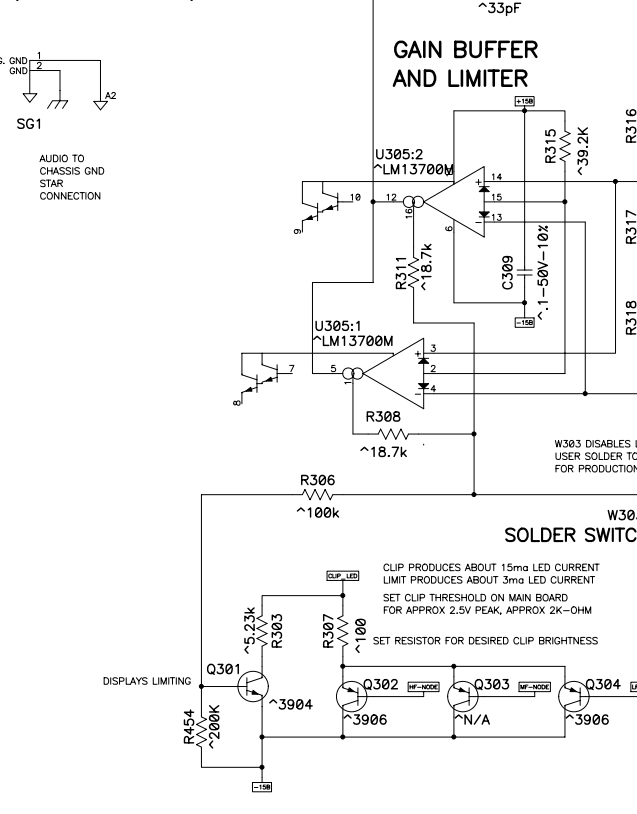 ^33pF
GAIN BUFFER
AND LIMITER
GND 1
GND 2
A2
SG1
AUDIO TO
CHASSIS GND
STAR
CONNECTION
+15B
R316
R315
^39.2K
U305:2
^LM13700M
10
9
12
16
14
15
13
6
R317
R311
^18.7k
C309
^.1-50V-10%
-15B
R318
U305:1
^LM13700M
7
8
5
1
3
2
4
R308
^18.7k
W303 DISABLES
USER SOLDER TO
FOR PRODUCTION
R306
^100k
SOLDER
CLIP PRODUCES ABOUT 15ma LED CURRENT
LIMIT PRODUCES ABOUT 3ma LED CURRENT
SET CLIP THRESHOLD ON MAIN BOARD
FOR APPROX 2.5V PEAK, APPROX 2K-OHM
CLIP_LED
^5.23k
R303
R307
^100
SET RESISTOR FOR DESIRED CLIP BRIGHTNESS
DISPLAYS LIMITING
Q301
^3904
Q302
HF-NODE
^3906
Q303
MF-NODE
^N/A
Q304
^3906
R454
^200K
-15B